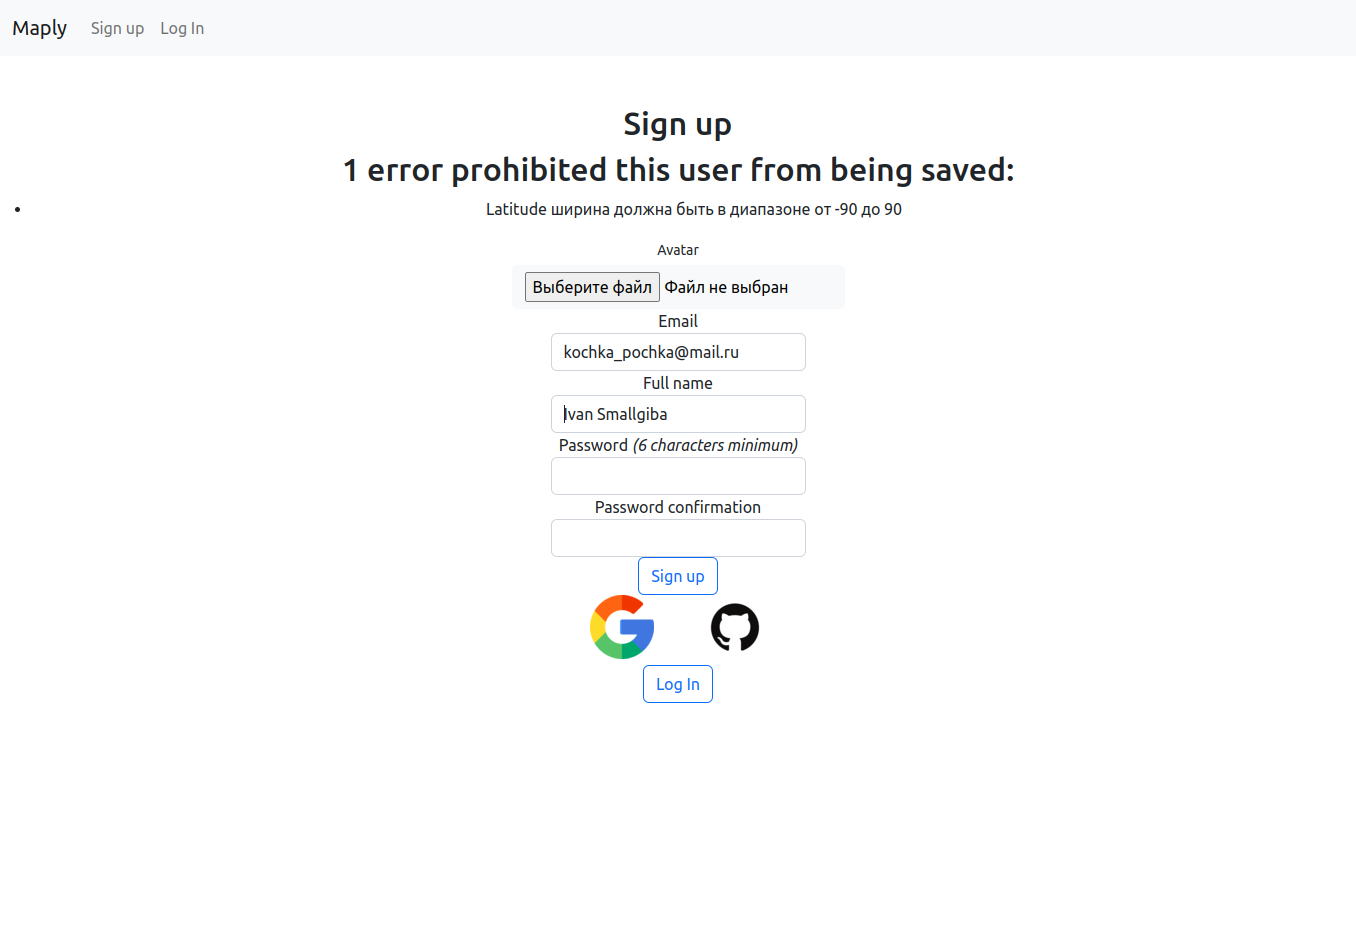 Maply Sign up Log In
Sign up
1 error prohibited this user from being saved:
Latitude ширина должна быть в диапазоне от -90 до 90
Avatar
Выберите файл Файл не выбран
Email
kochka_pochka@mail.ru
Full name
Ivan Smallgiba
Password (6 characters minimum)
Password confirmation
Sign up
Log In